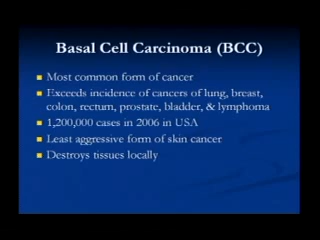 Basal Cell Carcinoma (BCC)
Most common form of cancer
Exceeds incidence of cancers of lung, breast,
colon, rectum, prostate, bladder, & lymphoma
1,200,000 cases in 2006 in USA
Least aggressive form of skin cancer
Destroys tissues locally